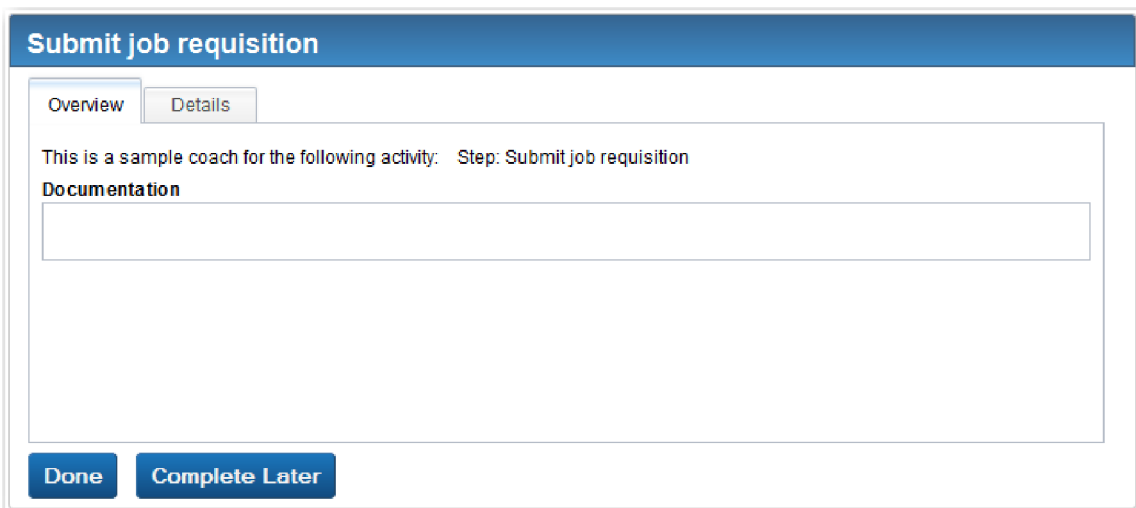 Submit job requisition
Overview Details
This is a sample coach for the following activity: Step: Submit job requisition
Documentation
Done Complete Later